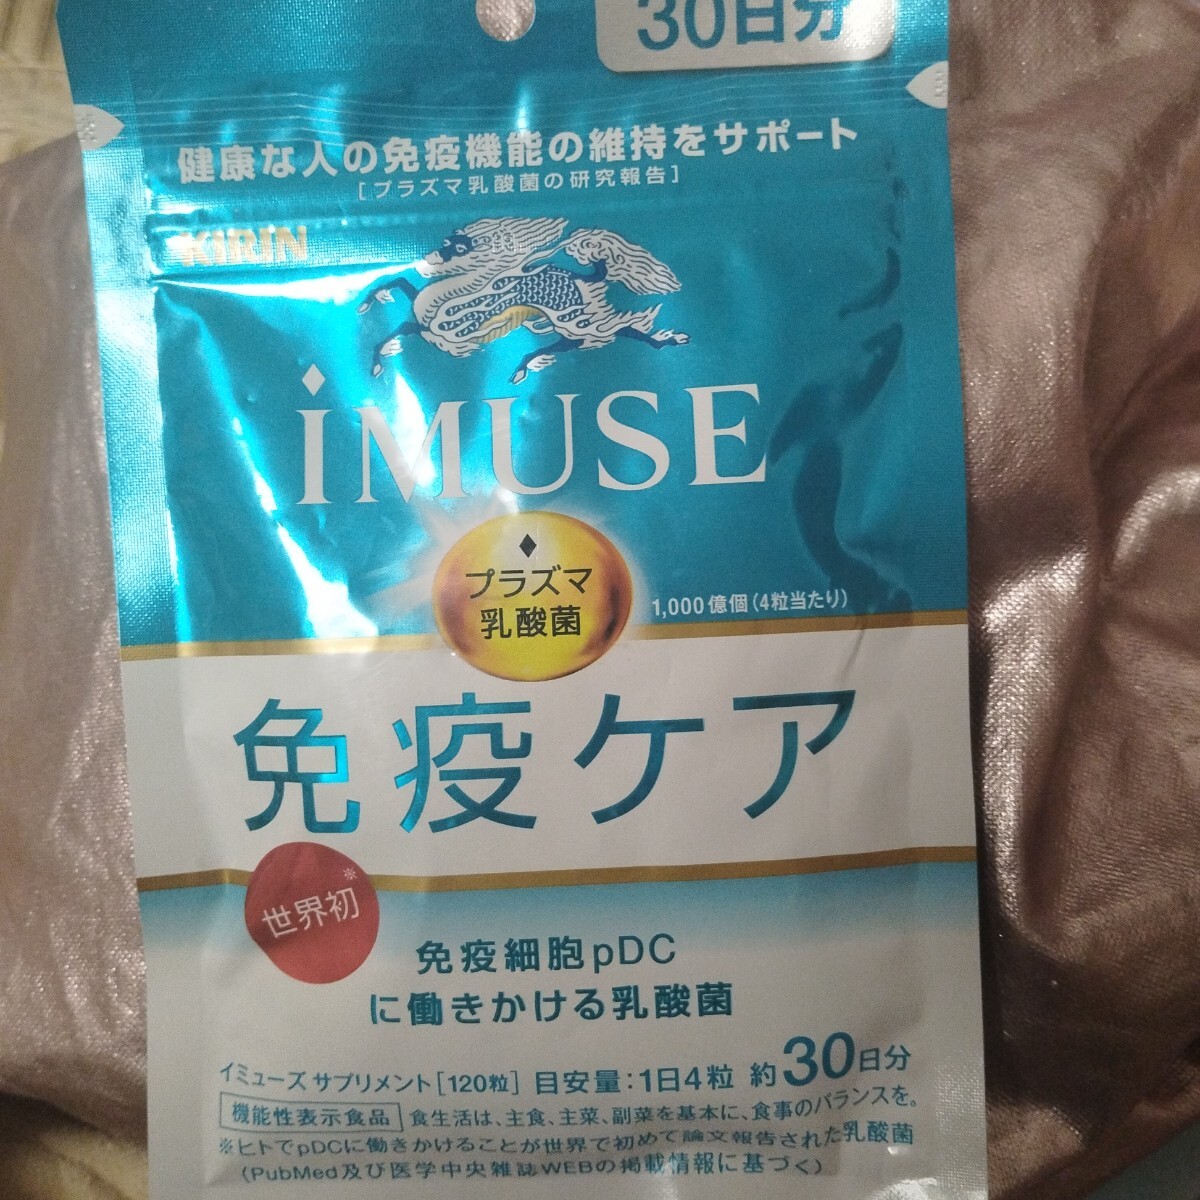 30日分
健康な人の免疫機能の維持をサポート
[プラズマ乳酸菌の研究報告]
KIRIN
iMUSE
プラズマ
乳酸菌
1,000億個(4粒当たり)
免疫ケア
世界初※
免疫細胞pDC
に働きかける乳酸菌
イミューズ サプリメント[120粒] 目安量:1日4粒 約30日分
機能性表示食品 食生活は、主食、主菜、副菜を基本に、食事のバランスを。
※ヒトでpDCに働きかけることが世界で初めて論文報告された乳酸菌
(PubMed及び医学中央雑誌WEBの掲載情報に基づく)